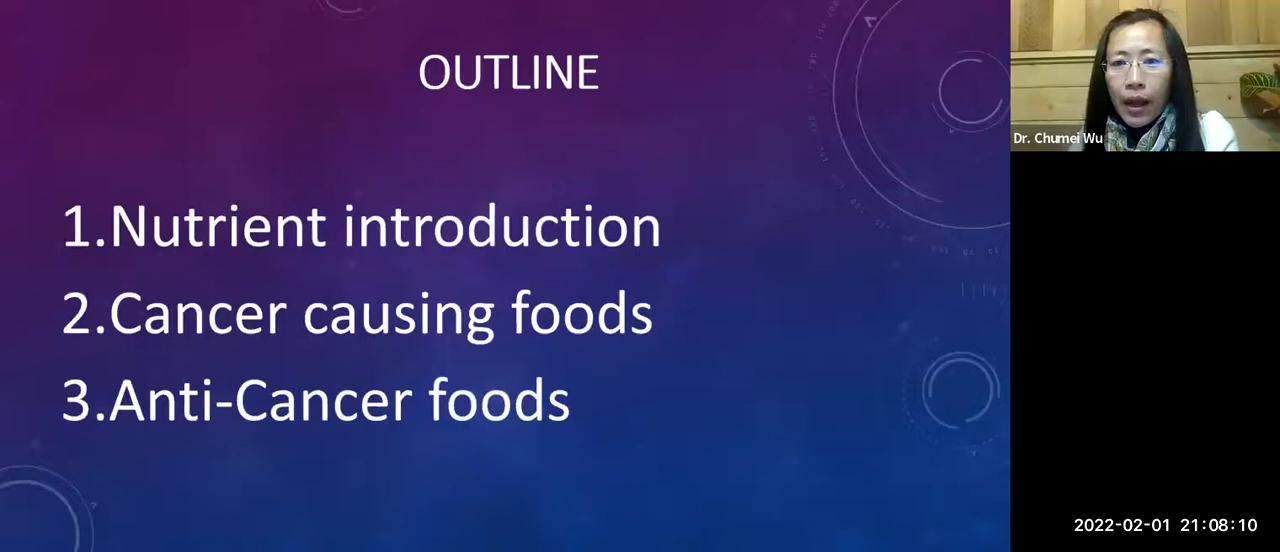 OUTLINE
1.Nutrient introduction
2.Cancer causing foods
3.Anti-Cancer foods
Dr. Chumei Wu
2022-02-01 21:08:10